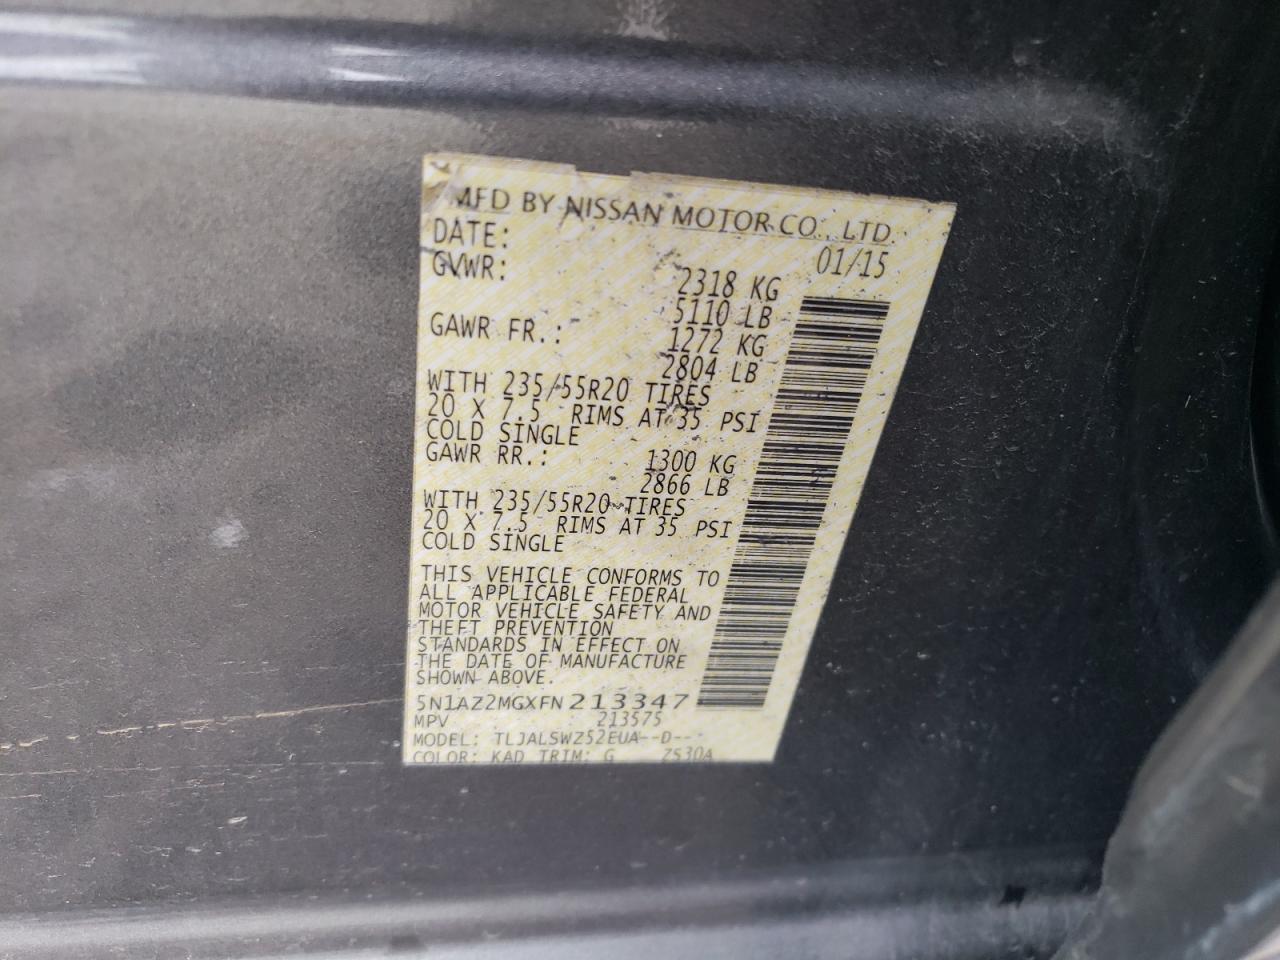 MFD BY NISSAN MOTOR CO., LTD.
DATE: 01/15
GVWR: 2318 KG
5110 LB
GAWR FR.: 1272 KG
2804 LB
WITH 235/55R20 TIRES
20 X 7.5 RIMS AT 35 PSI
COLD SINGLE
GAWR RR.: 1300 KG
2866 LB
WITH 235/55R20 TIRES
20 X 7.5 RIMS AT 35 PSI
COLD SINGLE
THIS VEHICLE CONFORMS TO
ALL APPLICABLE FEDERAL
MOTOR VEHICLE SAFETY AND
THEFT PREVENTION
STANDARDS IN EFFECT ON
THE DATE OF MANUFACTURE
SHOWN ABOVE.
5N1AZ2MGXFN213347
MPV 213575
MODEL: TLJALSWZ52EUA--D--
COLOR: KAD TRIM: G Z530A